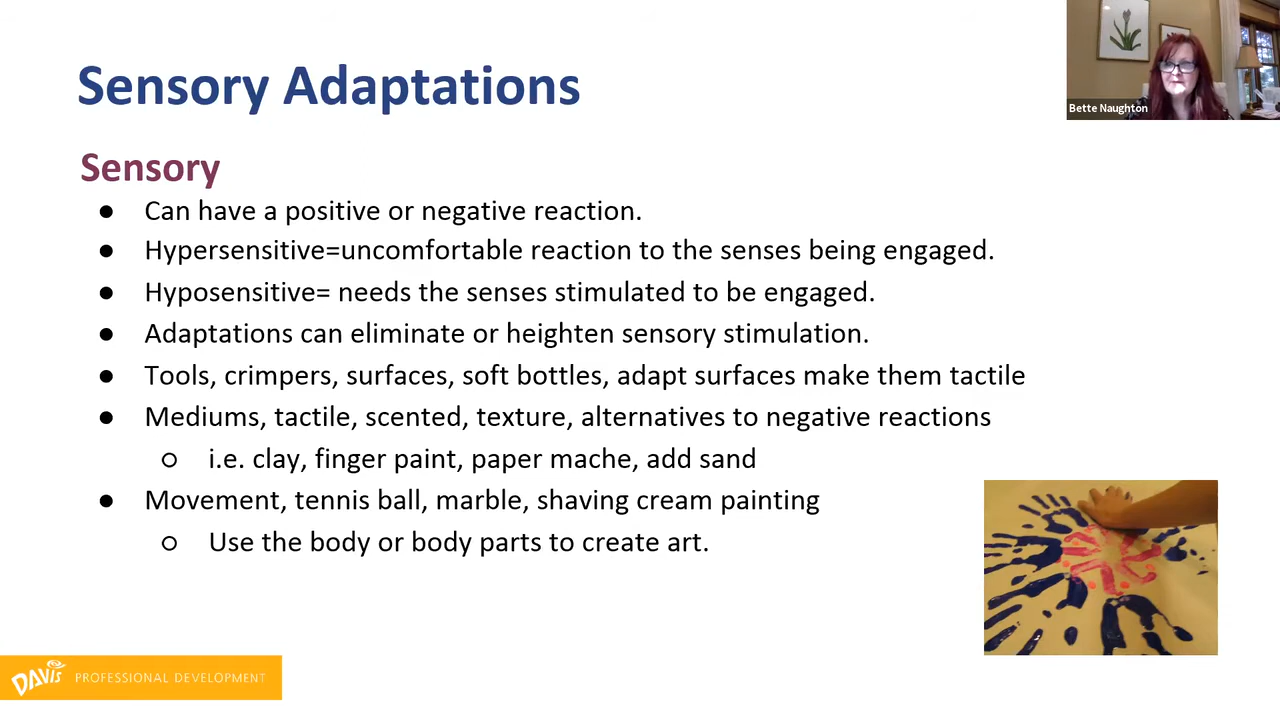 Sensory Adaptations
Bette Naughton
Sensory
● Can have a positive or negative reaction.
● Hypersensitive=uncomfortable reaction to the senses being engaged.
● Hyposensitive= needs the senses stimulated to be engaged.
● Adaptations can eliminate or heighten sensory stimulation.
● Tools, crimpers, surfaces, soft bottles, adapt surfaces make them tactile
● Mediums, tactile, scented, texture, alternatives to negative reactions
○ i.e. clay, finger paint, paper mache, add sand
● Movement, tennis ball, marble, shaving cream painting
○ Use the body or body parts to create art.
DAVIS PROFESSIONAL DEVELOPMENT